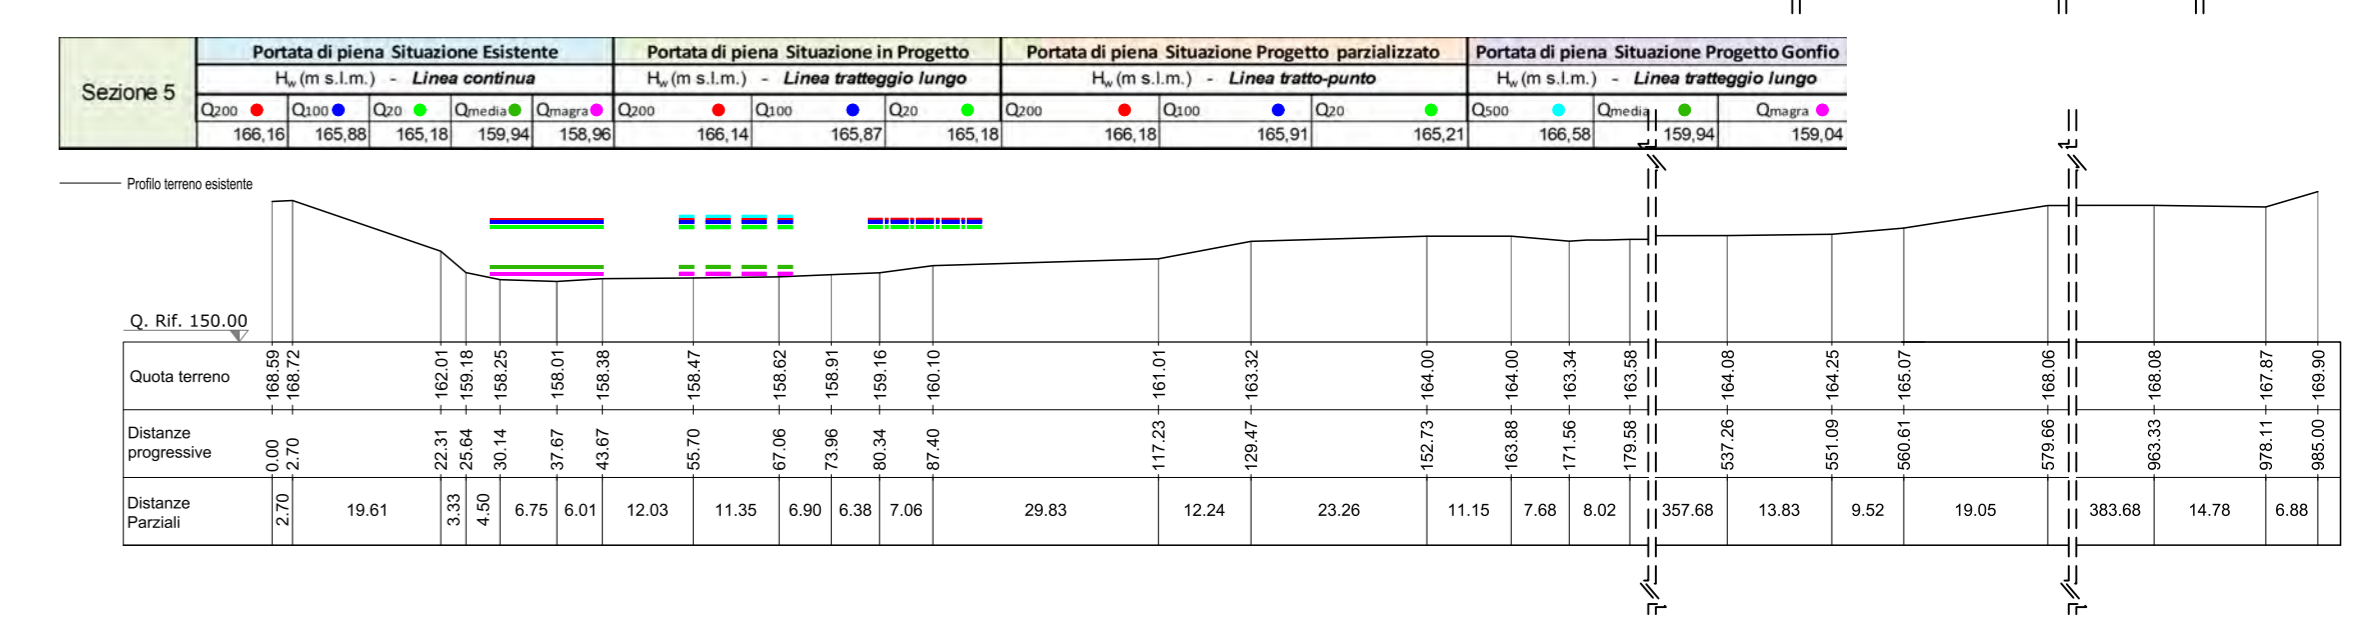 Sezione 5
Portata di piena Situazione Esistente
Portata di piena Situazione in Progetto
Portata di piena Situazione Progetto parzializzato
Portata di piena Situazione Progetto Gonfio
Hw (m s.l.m.) - Linea continua
Hw (m s.l.m.) - Linea tratteggio lungo
Hw (m s.l.m.) - Linea tratto-punto
Hw (m s.l.m.) - Linea tratteggio lungo
Q200 Q100 Q20 Qmedia Qmagra Q200 Q100 Q20 Q200 Q100 Q20 Q500 Qmedia Qmagra
166,16 165,88 165,18 159,94 158,96 166,14 165,87 165,18 166,18 165,91 165,21 166,58 159,94 159,04
Profilo terreno esistente
Q. Rif. 150.00
Quota terreno
168.59 168.72 162.01 159.18 158.25 158.01 158.38 158.47 158.62 158.91 159.16 160.10 161.01 163.32 164.00 164.00 163.34 163.58 164.08 164.25 165.07 168.06 168.08 167.87 169.90
Distanze
progressive
0.00 2.70 22.31 25.64 30.14 37.67 43.67 55.70 67.06 73.96 80.34 87.40 117.23 129.47 152.73 163.88 171.56 179.58 537.26 551.09 560.61 579.66 963.33 978.11 985.00
Distanze
Parziali
2.70 19.61 3.33 4.50 6.75 6.01 12.03 11.35 6.90 6.38 7.06 29.83 12.24 23.26 11.15 7.68 8.02 357.68 13.83 9.52 19.05 383.68 14.78 6.88